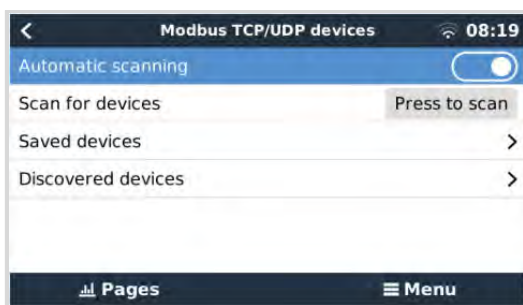 Modbus TCP/UDP devices 08:19
Automatic scanning
Scan for devices Press to scan
Saved devices
Discovered devices
Pages Menu